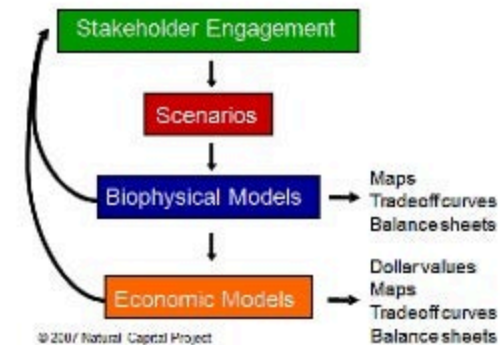 Stakeholder Engagement
Scenarios
Biophysical Models
Maps
Tradeoff curves
Balance sheets
Economic Models
Dollar values
Maps
Tradeoff curves
Balance sheets
© 2007 Natural Capital Project